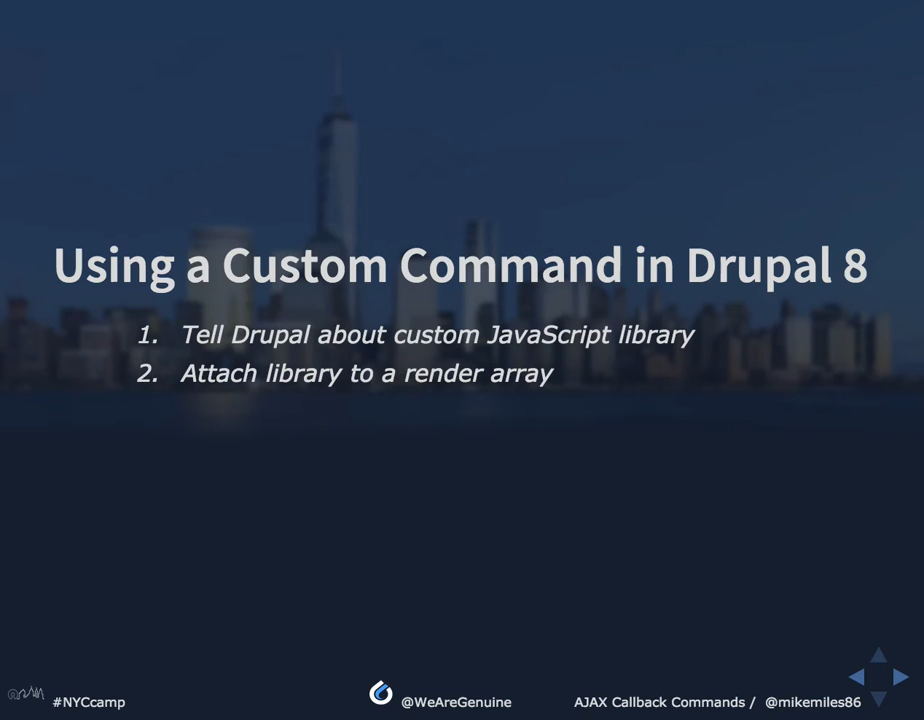 Using a Custom Command in Drupal 8
1. Tell Drupal about custom JavaScript library
2. Attach library to a render array
#NYCcamp
@WeAreGenuine
AJAX Callback Commands / @mikemiles86